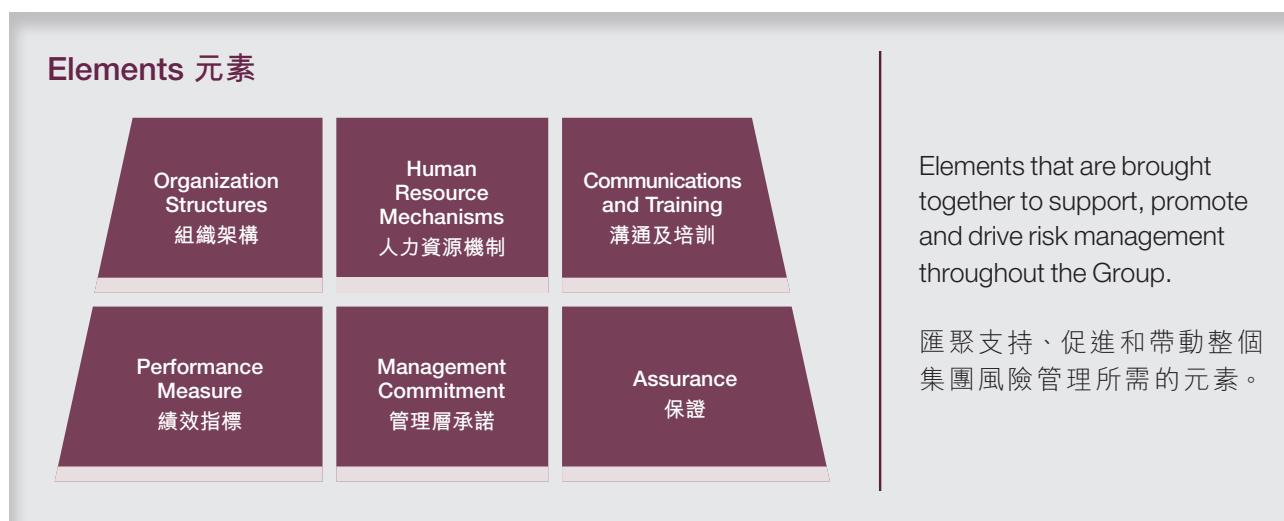 Elements 元素
Organization
Structures
組織架構
Human
Resource
Mechanisms
人力資源機制
Communications
and Training
溝通及培訓
Performance
Measure
績效指標
Management
Commitment
管理層承諾
Assurance
保證
Elements that are brought
together to support, promote
and drive risk management
throughout the Group.
匯聚支持、促進和帶動整個
集團風險管理所需的元素。